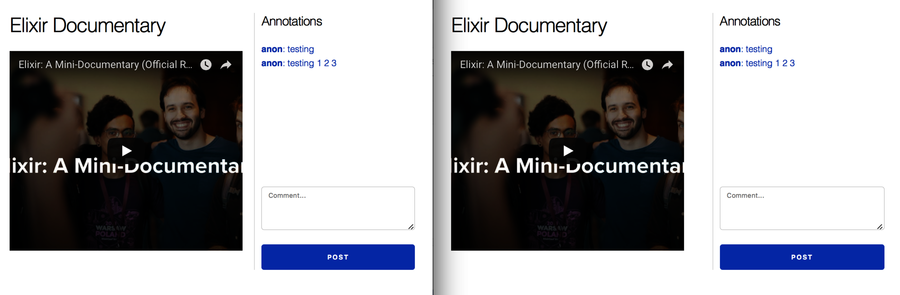 Elixir Documentary
Elixir: A Mini-Documentary (Official R...
lixir: A Mini-Documentar
Annotations
anon: testing
anon: testing 1 2 3
Comment...
POST
Elixir Documentary
Elixir: A Mini-Documentary (Official R...
lixir: A Mini-Documentar
Annotations
anon: testing
anon: testing 1 2 3
Comment...
POST